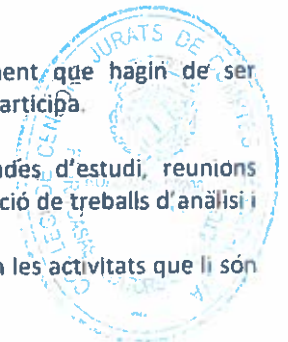 ment que hagin de ser
articipa.
des d'estudi, reunions
ció de treballs d'anàlisi i
les activitats que li són
JURATS DE